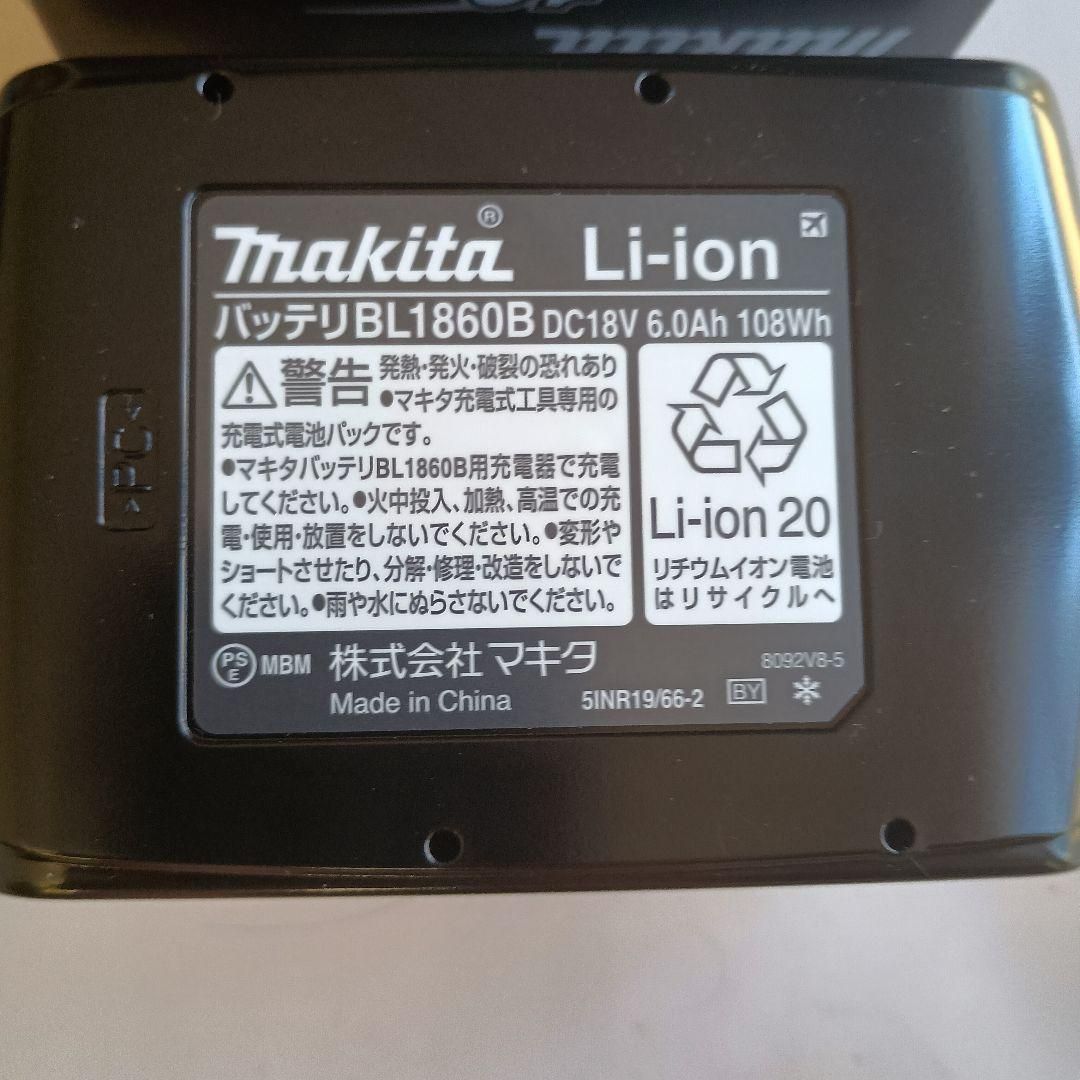 makita
makita® Li-ion
バッテリBL1860B DC18V 6.0Ah 108Wh
警告 発熱・発火・破裂の恐れあり
●マキタ充電式工具専用の
充電式電池パックです。
●マキタバッテリBL1860B用充電器で充電
してください。●火中投入、加熱、高温での充
電・使用・放置をしないでください。●変形や
ショートさせたり、分解・修理・改造をしないで
ください。●雨や水にぬらさないでください。
Li-ion 20
リチウムイオン電池
はリサイクルへ
PSE MBM 株式会社マキタ
8092V8-5
Made in China
5INR19/66-2 BY
>PC<